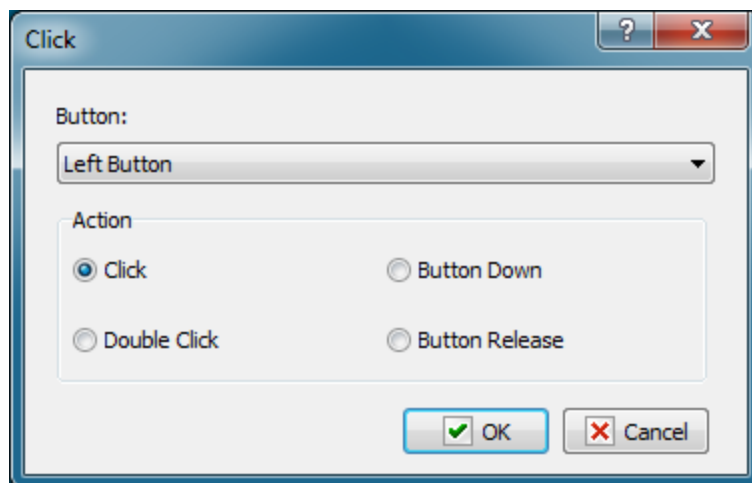 Click
Button:
Left Button
Action
Click
Button Down
Double Click
Button Release
OK
Cancel